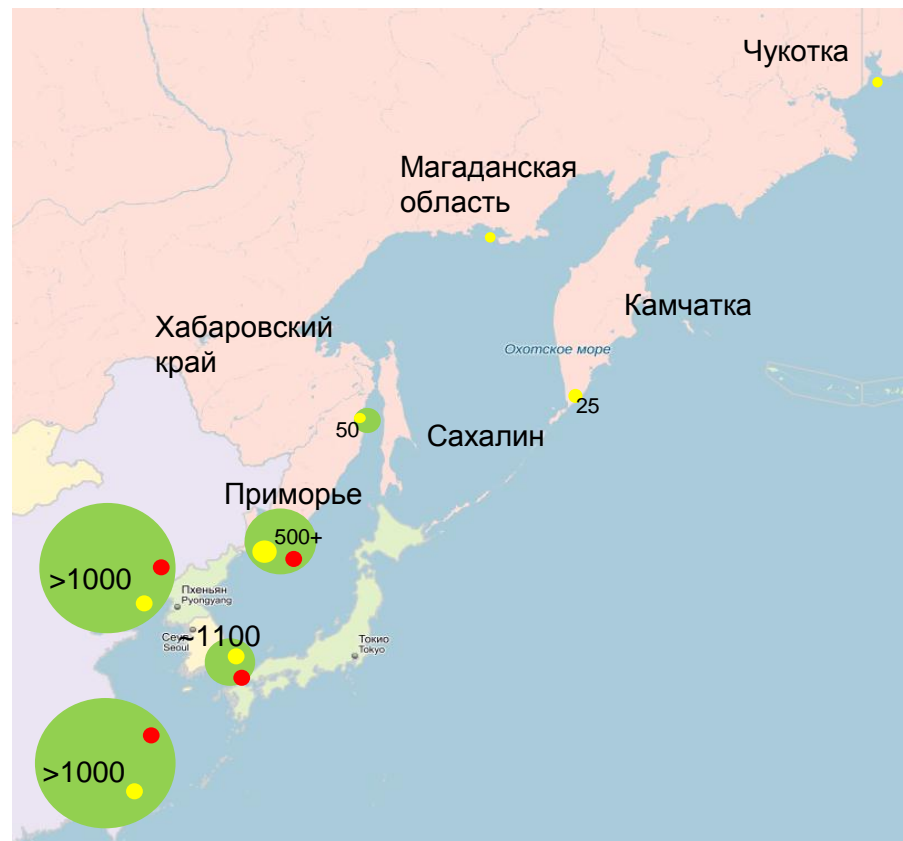 Чукотка
Магаданская
область
Камчатка
Хабаровский
край
Охотское море
25
50
Сахалин
Приморье
500+
>1000
Пхеньян
Pyongyang
~1100
Сеул
Seoul
Токио
Tokyo
>1000